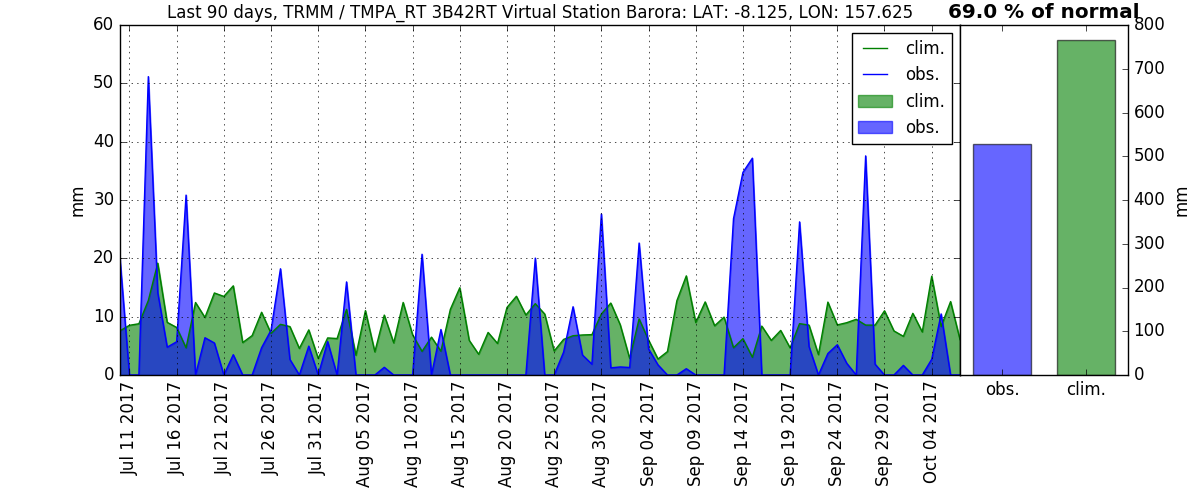 Last 90 days, TRMM / TMPA_RT 3B42RT Virtual Station Barora: LAT: -8.125, LON: 157.625
69.0 % of normal
clim.
obs.
clim.
obs.
mm
60
50
40
30
20
10
0
Jul 11 2017
Jul 16 2017
Jul 21 2017
Jul 26 2017
Jul 31 2017
Aug 05 2017
Aug 10 2017
Aug 15 2017
Aug 20 2017
Aug 25 2017
Aug 30 2017
Sep 04 2017
Sep 09 2017
Sep 14 2017
Sep 19 2017
Sep 24 2017
Sep 29 2017
Oct 04 2017
obs.
clim.
800
700
600
500
400
300
200
100
0
mm